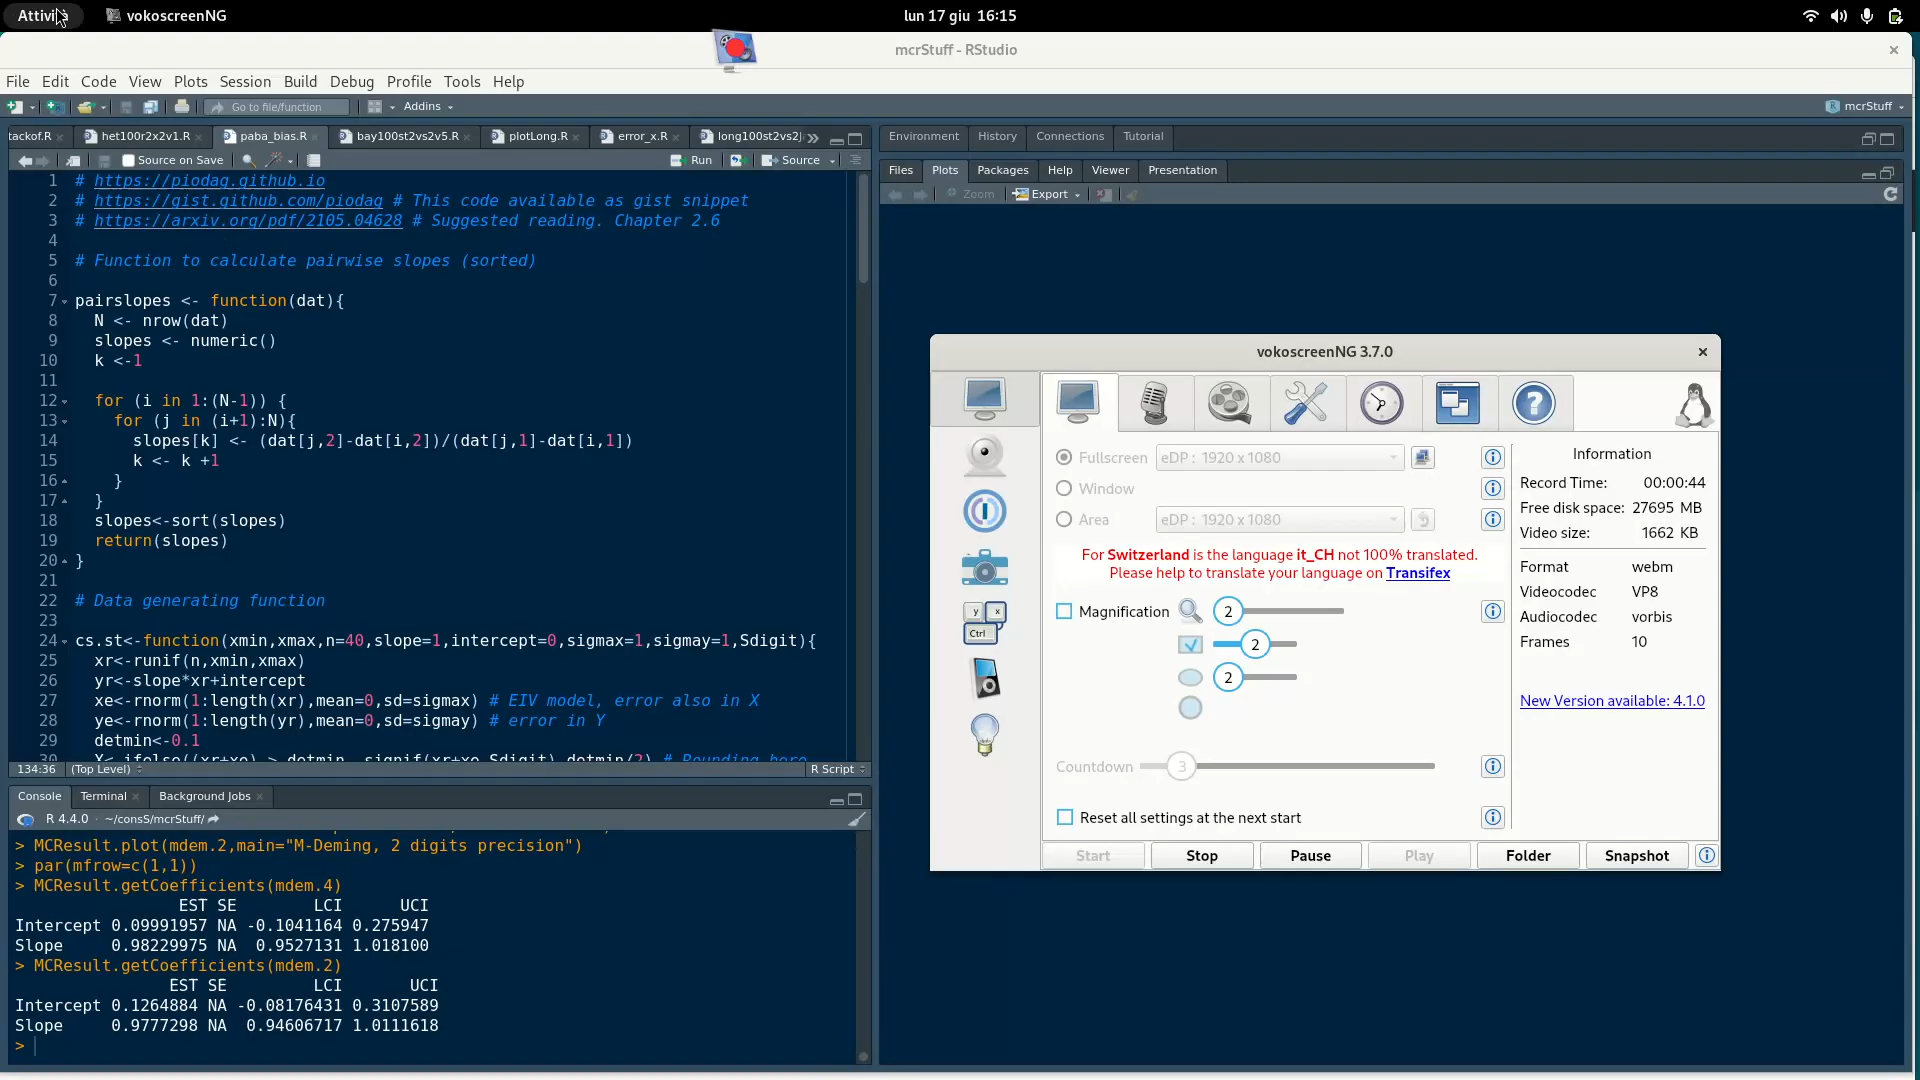 Attività vokoscreenNG lun 17 giu 16:15
mcrStuff - RStudio
File Edit Code View Plots Session Build Debug Profile Tools Help
Go to file/function Addins mcrStuff
tackof.R het100r2x2v1.R paba_bias.R bay100st2vs2v5.R plotLong.R error_x.R long100st2vs2j
Source on Save Run Source
1 # https://piodag.github.io
2 # https://gist.github.com/piodag # This code available as gist snippet
3 # https://arxiv.org/pdf/2105.04628 # Suggested reading. Chapter 2.6
4
5 # Function to calculate pairwise slopes (sorted)
6
7 pairslopes <- function(dat){
8 N <- nrow(dat)
9 slopes <- numeric()
10 k <-1
11
12 for (i in 1:(N-1)) {
13 for (j in (i+1):N){
14 slopes[k] <- (dat[j,2]-dat[i,2])/(dat[j,1]-dat[i,1])
15 k <- k +1
16 }
17 }
18 slopes<-sort(slopes)
19 return(slopes)
20 }
21
22 # Data generating function
23
24 cs.st<-function(xmin,xmax,n=40,slope=1,intercept=0,sigmax=1,sigmay=1,Sdigit){
25 xr<-runif(n,xmin,xmax)
26 yr<-slope*xr+intercept
27 xe<-rnorm(1:length(xr),mean=0,sd=sigmax) # EIV model, error also in X
28 ye<-rnorm(1:length(yr),mean=0,sd=sigmay) # error in Y
29 detmin<-0.1
134:36 (Top Level) R Script
Console Terminal Background Jobs
R 4.4.0 · ~/consS/mcrStuff/
> MCResult.plot(mdem.2,main="M-Deming, 2 digits precision")
> par(mfrow=c(1,1))
> MCResult.getCoefficients(mdem.4)
EST SE LCI UCI
Intercept 0.09991957 NA -0.1041164 0.275947
Slope 0.98229975 NA 0.9527131 1.018100
> MCResult.getCoefficients(mdem.2)
EST SE LCI UCI
Intercept 0.1264884 NA -0.08176431 0.3107589
Slope 0.9777298 NA 0.94606717 1.0111618
>
Environment History Connections Tutorial
Files Plots Packages Help Viewer Presentation
Zoom Export
vokoscreenNG 3.7.0
y x
Ctrl
Fullscreen eDP : 1920 x 1080
Window
Area eDP : 1920 x 1080
For Switzerland is the language it_CH not 100% translated.
Please help to translate your language on Transifex
Magnification 2
2
2
Countdown 3
Reset all settings at the next start
Start Stop Pause Play Folder Snapshot
Information
Record Time: 00:00:44
Free disk space: 27695 MB
Video size: 1662 KB
Format webm
Videocodec VP8
Audiocodec vorbis
Frames 10
New Version available: 4.1.0